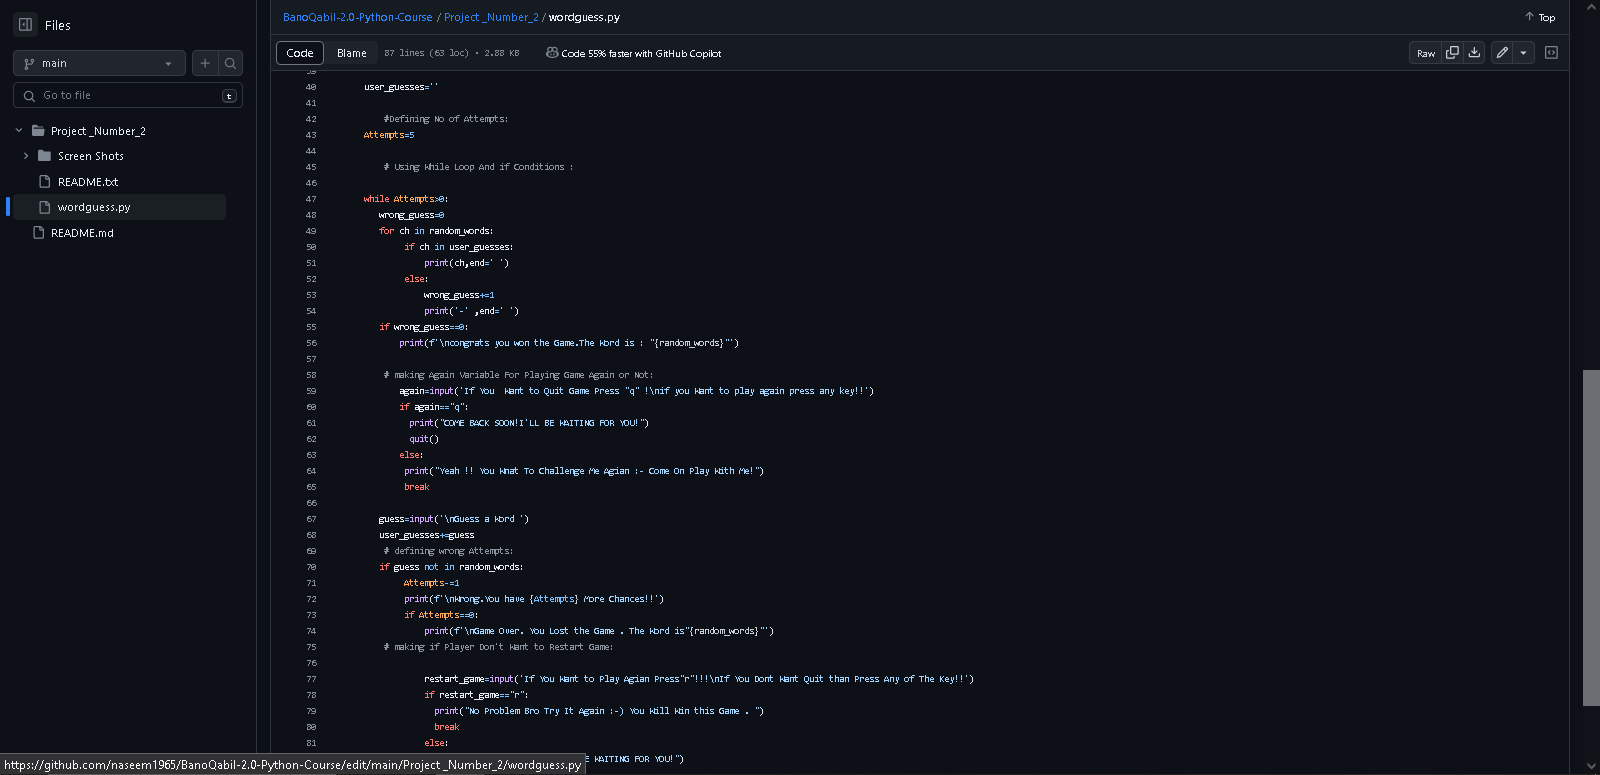 Files
main
Go to file
t
Project_Number_2
Screen Shots
README.txt
wordguess.py
README.md
BanoQabil-2.0-Python-Course / Project_Number_2 / wordguess.py
Top
Code Blame 87 lines (63 loc) • 2.88 KB Code 55% faster with GitHub Copilot
Raw
39
40 user_guesses=''
41
42 #Defining No of Attempts:
43 Attempts=5
44
45 # Using While Loop And if Conditions :
46
47 while Attempts>0:
48 wrong_guess=0
49 for ch in random_words:
50 if ch in user_guesses:
51 print(ch,end=' ')
52 else:
53 wrong_guess+=1
54 print('-' ,end=' ')
55 if wrong_guess==0:
56 print(f'\ncongrats you won the Game.The Word is : "{random_words}"')
57
58 # making Again Variable For Playing Game Again or Not:
59 again=input('If You  Want to Quit Game Press "q" !\nif you Want to play again press any key!!')
60 if again=="q":
61 print("COME BACK SOON!I'LL BE WAITING FOR YOU!")
62 quit()
63 else:
64 print("Yeah !! You Wnat To Challenge Me Agian :- Come On Play With Me!")
65 break
66
67 guess=input('\nGuess a Word ')
68 user_guesses+=guess
69 # defining wrong Attempts:
70 if guess not in random_words:
71 Attempts-=1
72 print(f'\nWrong.You have {Attempts} More Chances!!')
73 if Attempts==0:
74 print(f'\nGame Over. You Lost the Game . The Word is"{random_words}"')
75 # making if Player Don't Want to Restart Game:
76
77 restart_game=input('If You Want to Play Agian Press"r"!!!\nIf You Dont Want Quit than Press Any of The Key!!')
78 if restart_game=="r":
79 print("No Problem Bro Try It Again :-) You Will Win this Game . ")
80 break
81 else:
E WAITING FOR YOU!")
https://github.com/naseem1965/BanoQabil-2.0-Python-Course/edit/main/Project_Number_2/wordguess.py